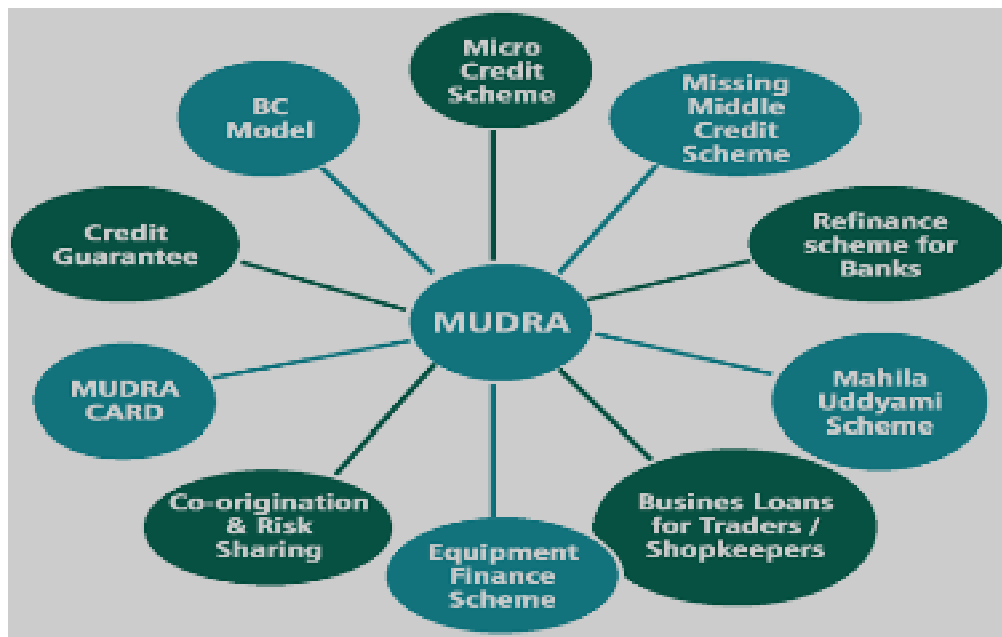 Micro
Credit
Scheme
Missing
Middle
Credit
Scheme
Refinance
scheme for
Banks
Mahila
Uddyami
Scheme
Busines Loans
for Traders /
Shopkeepers
Equipment
Finance
Scheme
Co-origination
& Risk
Sharing
MUDRA
CARD
Credit
Guarantee
BC
Model
MUDRA